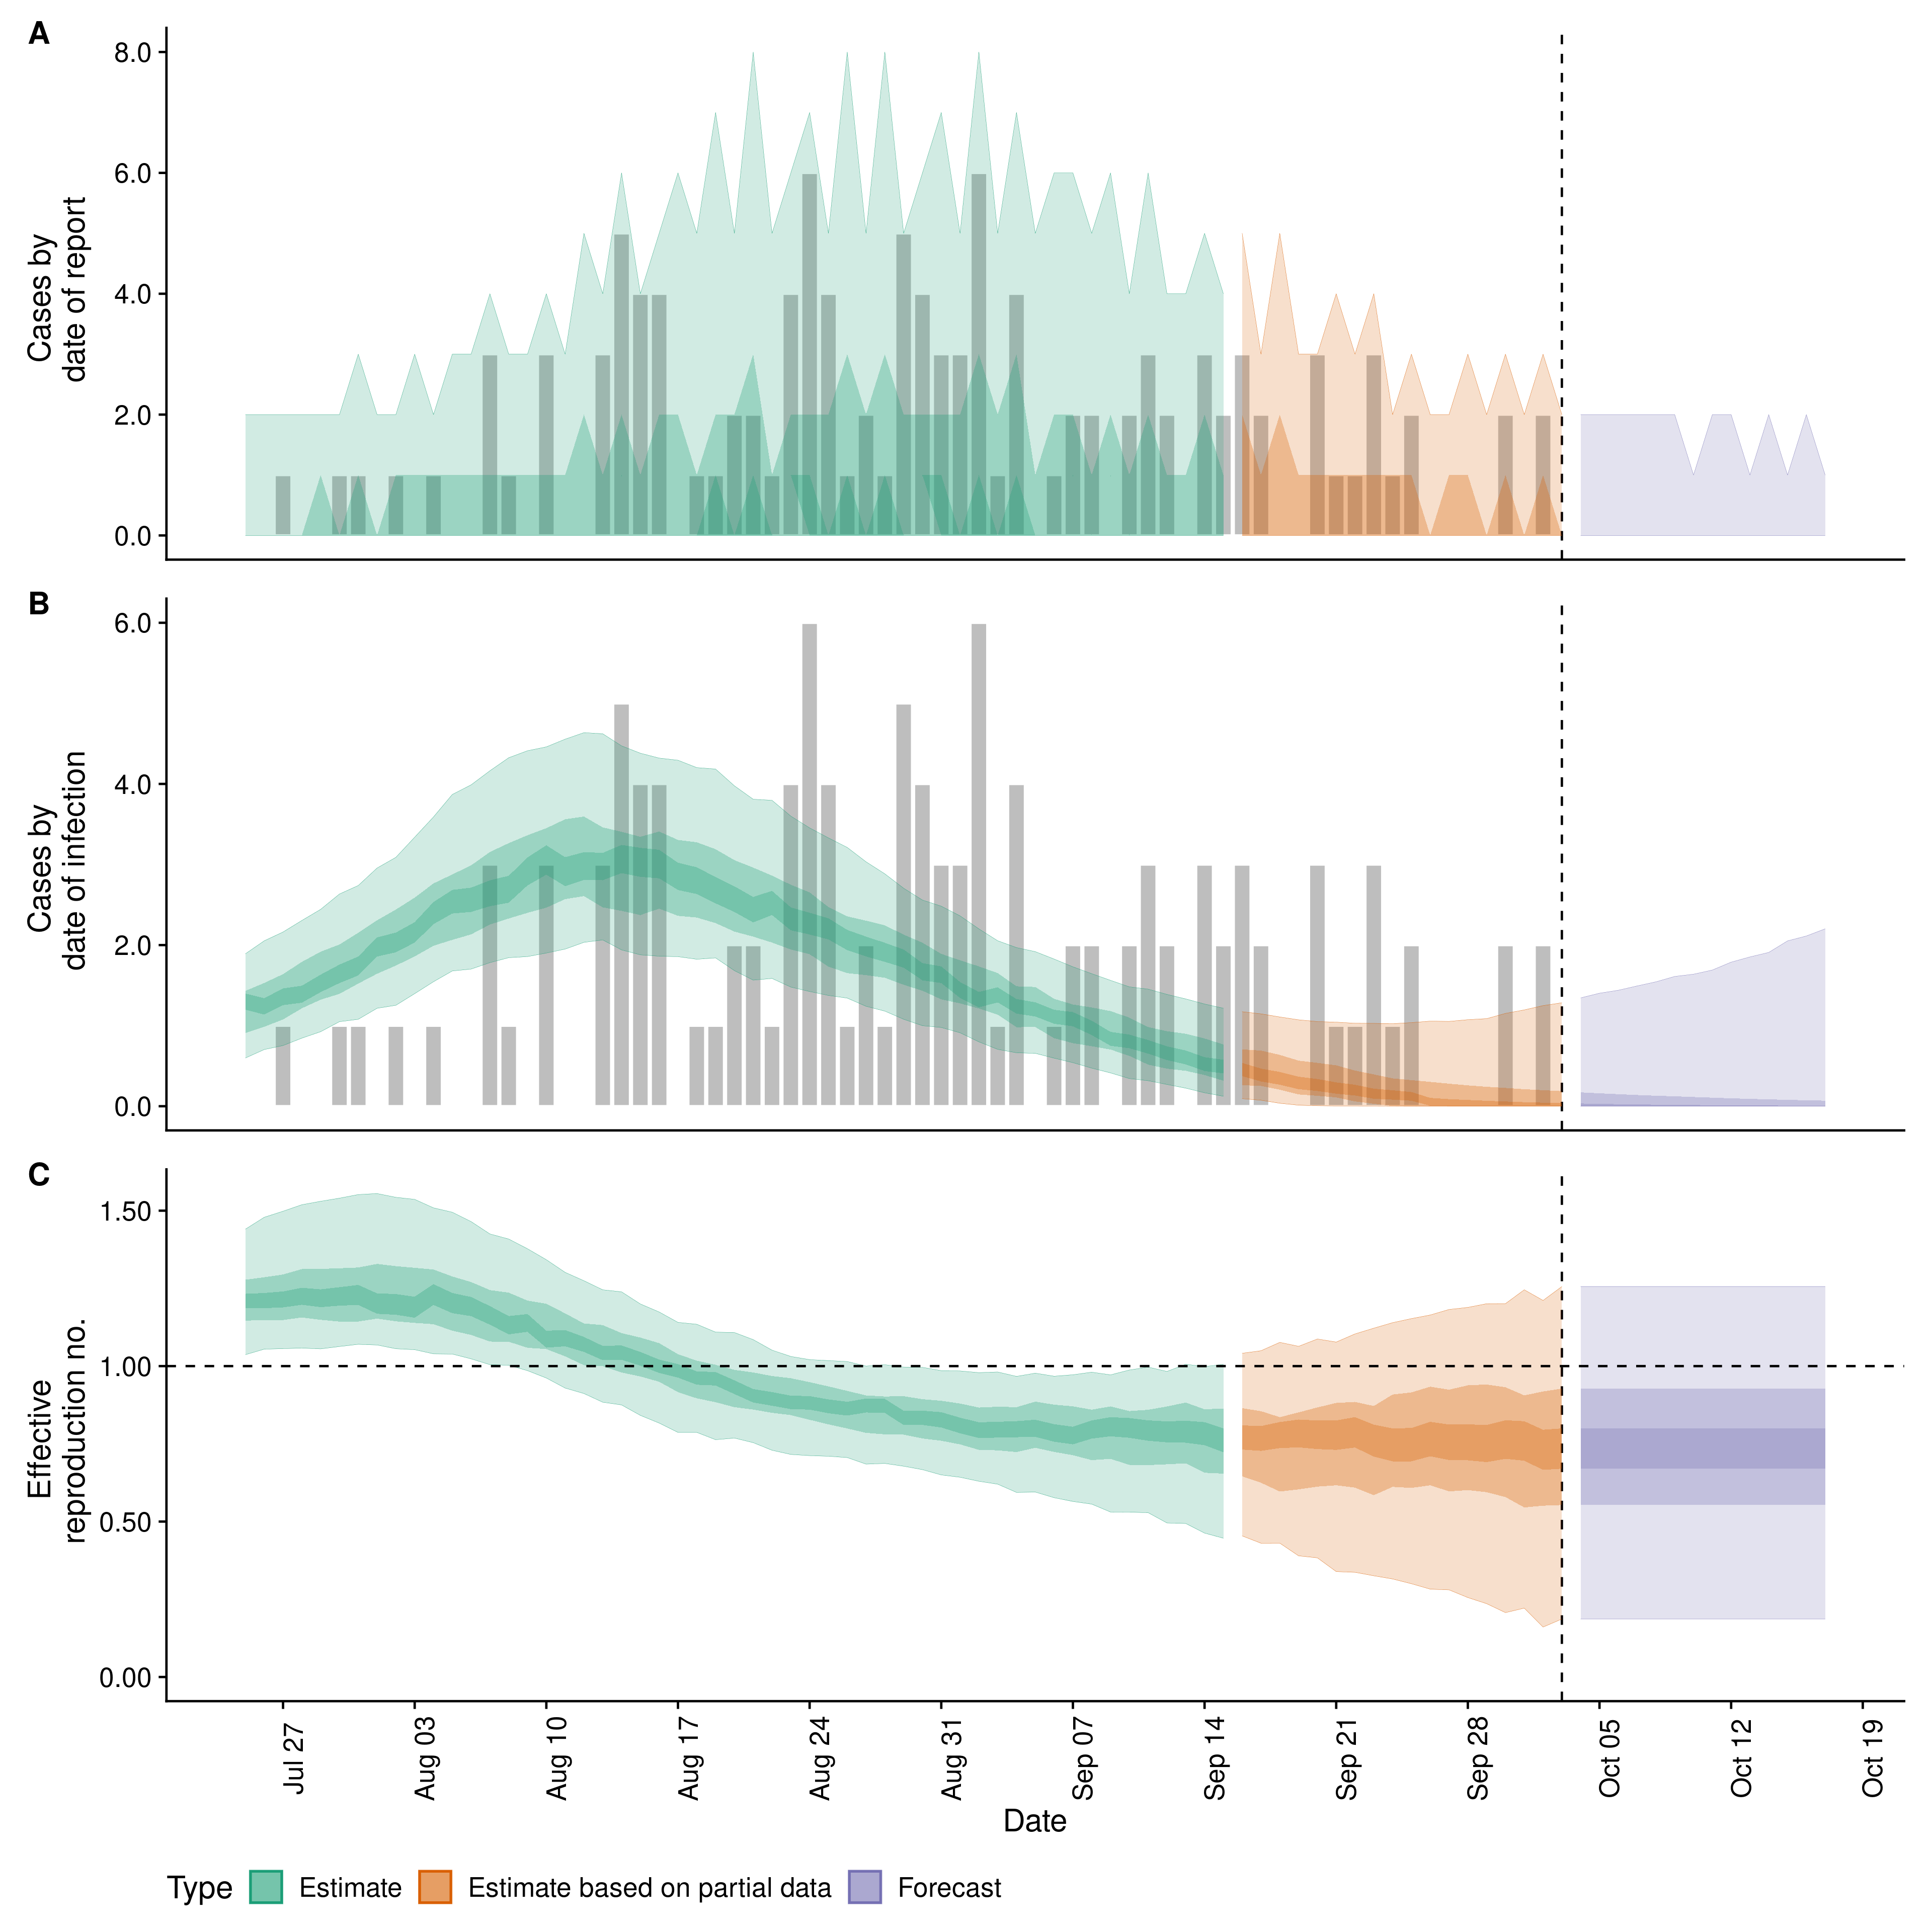 A
8.0
6.0
4.0
2.0
0.0
Cases by
date of report
B
6.0
4.0
2.0
0.0
Cases by
date of infection
C
1.50
1.00
0.50
0.00
Effective
reproduction no.
Jul 27
Aug 03
Aug 10
Aug 17
Aug 24
Aug 31
Sep 07
Sep 14
Sep 21
Sep 28
Oct 05
Oct 12
Oct 19
Date
Type
Estimate
Estimate based on partial data
Forecast